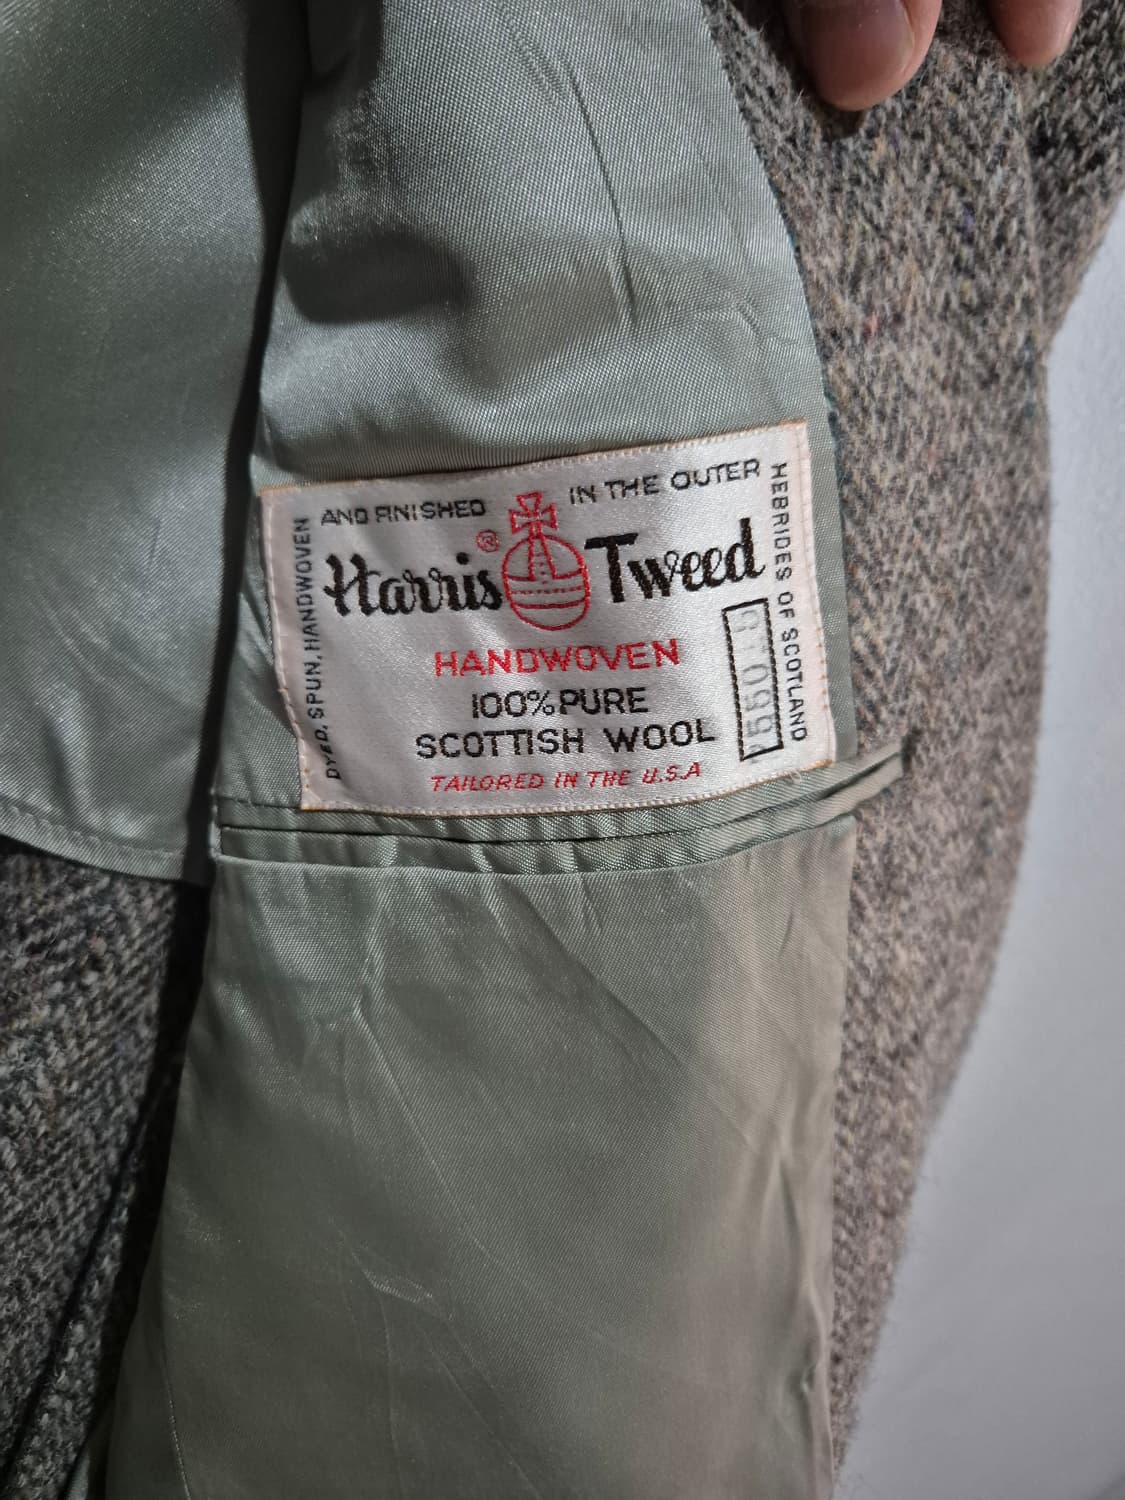 DYED, SPUN, HANDWOVEN
AND FINISHED IN THE OUTER
HEBRIDES OF SCOTLAND
Harris ® Tweed
HANDWOVEN
100% PURE
SCOTTISH WOOL
TAILORED IN THE U.S.A